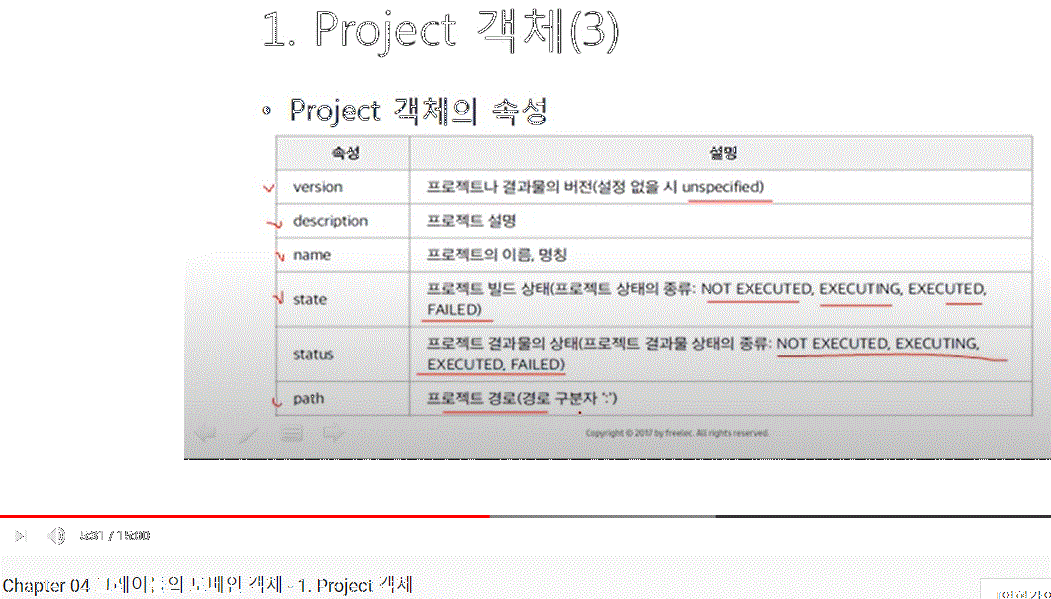 1. Project 객체(3)
• Project 객체의 속성
속성 설명
version 프로젝트나 결과물의 버전(설정 없을 시 unspecified)
description 프로젝트 설명
name 프로젝트의 이름, 명칭
state 프로젝트 빌드 상태(프로젝트 상태의 종류: NOT EXECUTED, EXECUTING, EXECUTED,
FAILED)
status 프로젝트 결과물의 상태(프로젝트 결과물 상태의 종류: NOT EXECUTED, EXECUTING,
EXECUTED, FAILED)
path 프로젝트 경로(경로 구분자 ':')
Copyright © 2017 by freelec. All rights reserved.
/ 15:00
Chapter 04 그레이들의 도메인 객체 - 1. Project 객체